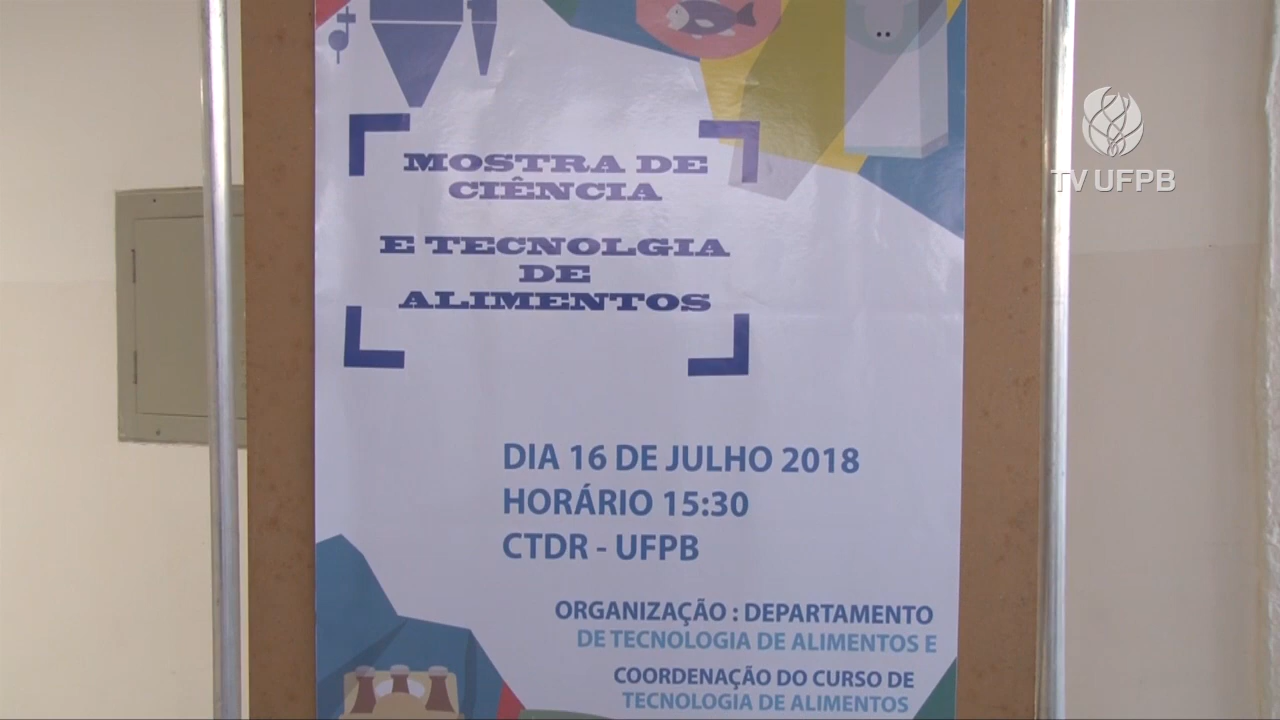 TV UFPB
MOSTRA DE
CIÊNCIA
E TECNOLGIA
DE
ALIMENTOS
DIA 16 DE JULHO 2018
HORÁRIO 15:30
CTDR - UFPB
ORGANIZAÇÃO : DEPARTAMENTO
DE TECNOLOGIA DE ALIMENTOS E
COORDENAÇÃO DO CURSO DE
TECNOLOGIA DE ALIMENTOS